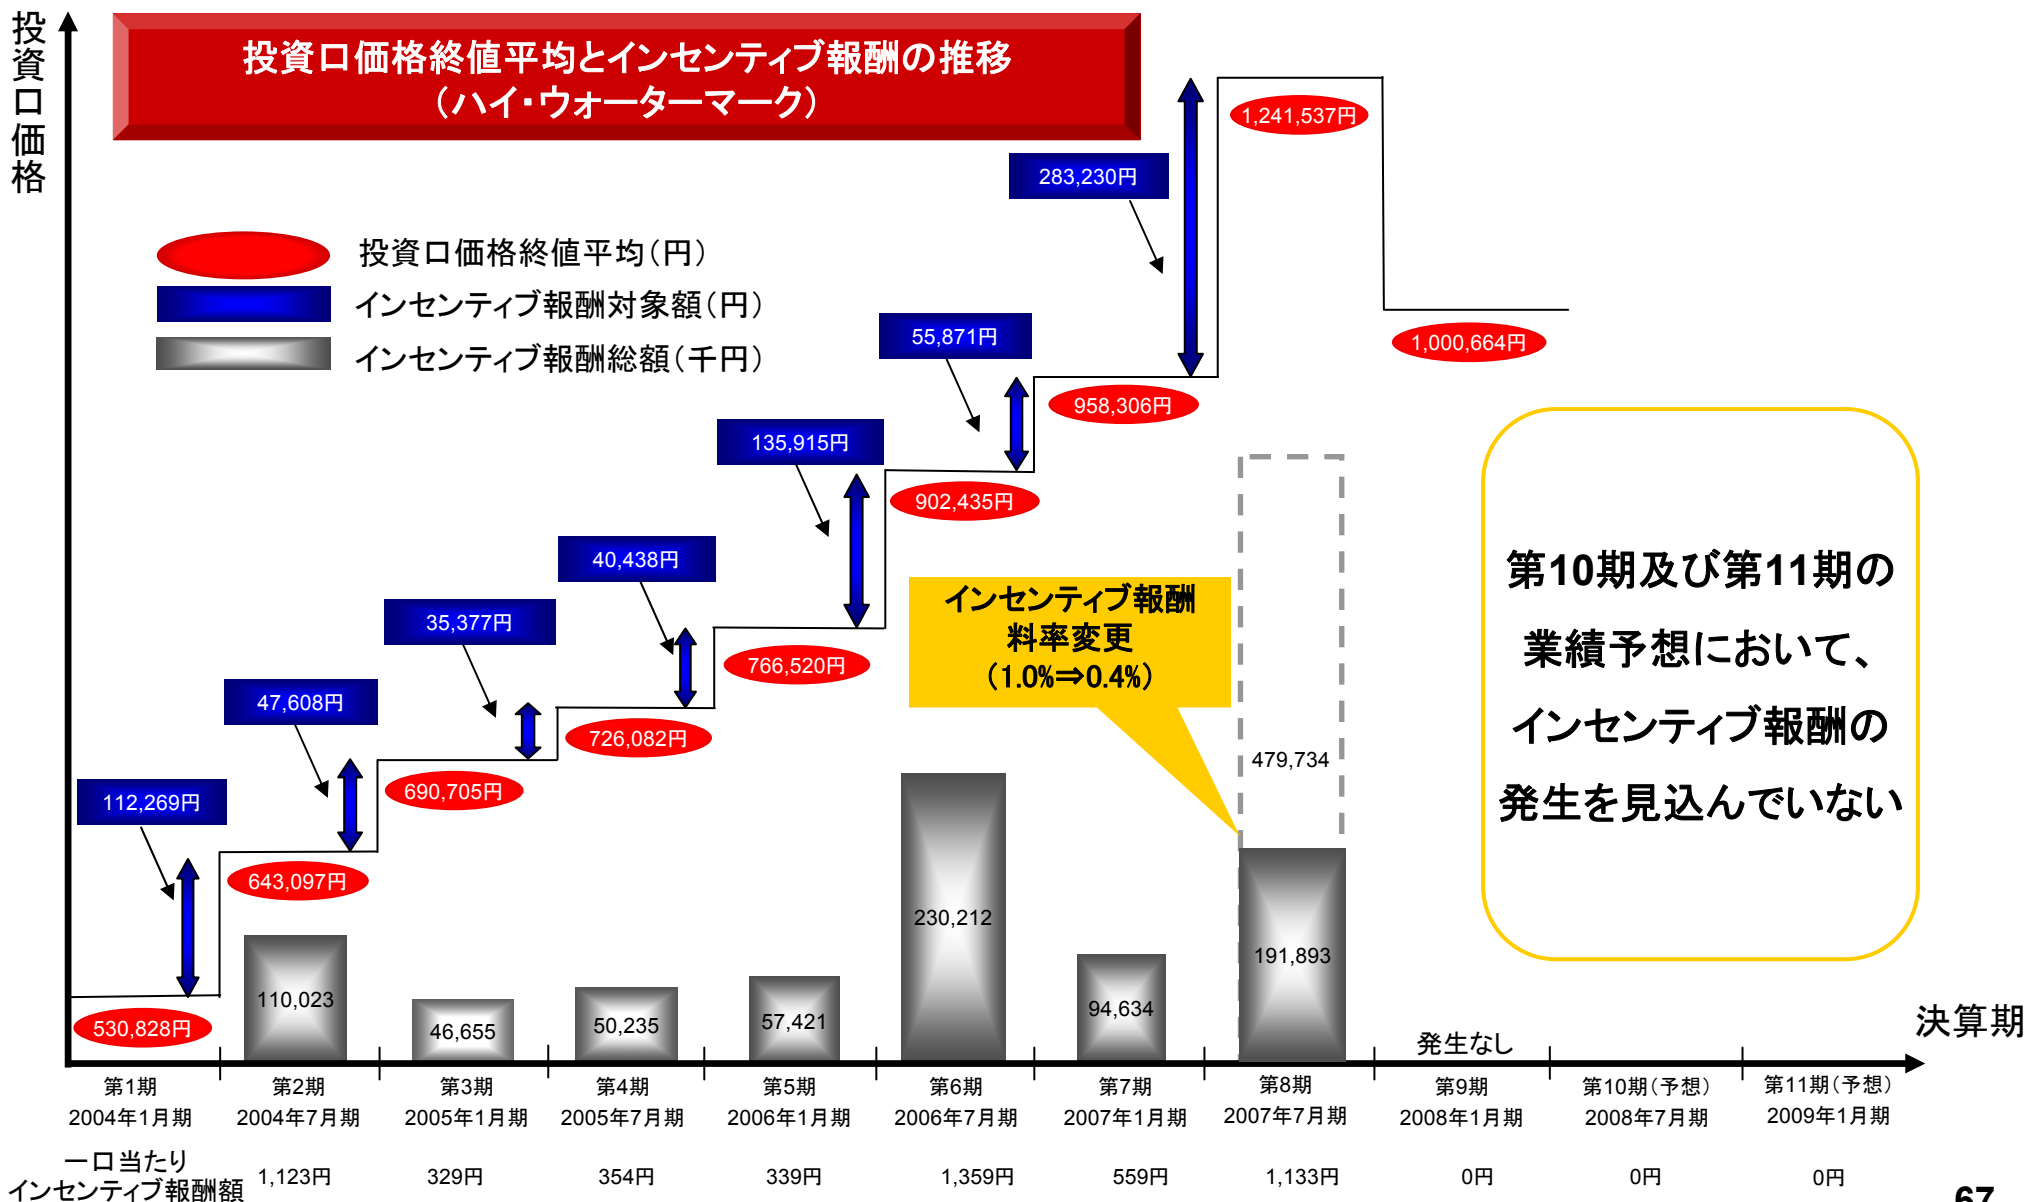 投資口価格
投資口価格終値平均とインセンティブ報酬の推移
（ハイ・ウォーターマーク）
投資口価格終値平均（円）
インセンティブ報酬対象額（円）
インセンティブ報酬総額（千円）
1,241,537円
283,230円
1,000,664円
55,871円
958,306円
135,915円
902,435円
40,438円
766,520円
35,377円
726,082円
47,608円
690,705円
112,269円
643,097円
530,828円
インセンティブ報酬
料率変更
（1.0%⇒0.4%）
第10期及び第11期の
業績予想において、
インセンティブ報酬の
発生を見込んでいない
479,734
110,023
46,655
50,235
57,421
230,212
94,634
191,893
発生なし
決算期
第1期 第2期 第3期 第4期 第5期 第6期 第7期 第8期 第9期 第10期（予想） 第11期（予想）
2004年1月期 2004年7月期 2005年1月期 2005年7月期 2006年1月期 2006年7月期 2007年1月期 2007年7月期 2008年1月期 2008年7月期 2009年1月期
一口当たり
インセンティブ報酬額 1,123円 329円 354円 339円 1,359円 559円 1,133円 0円 0円 0円
67